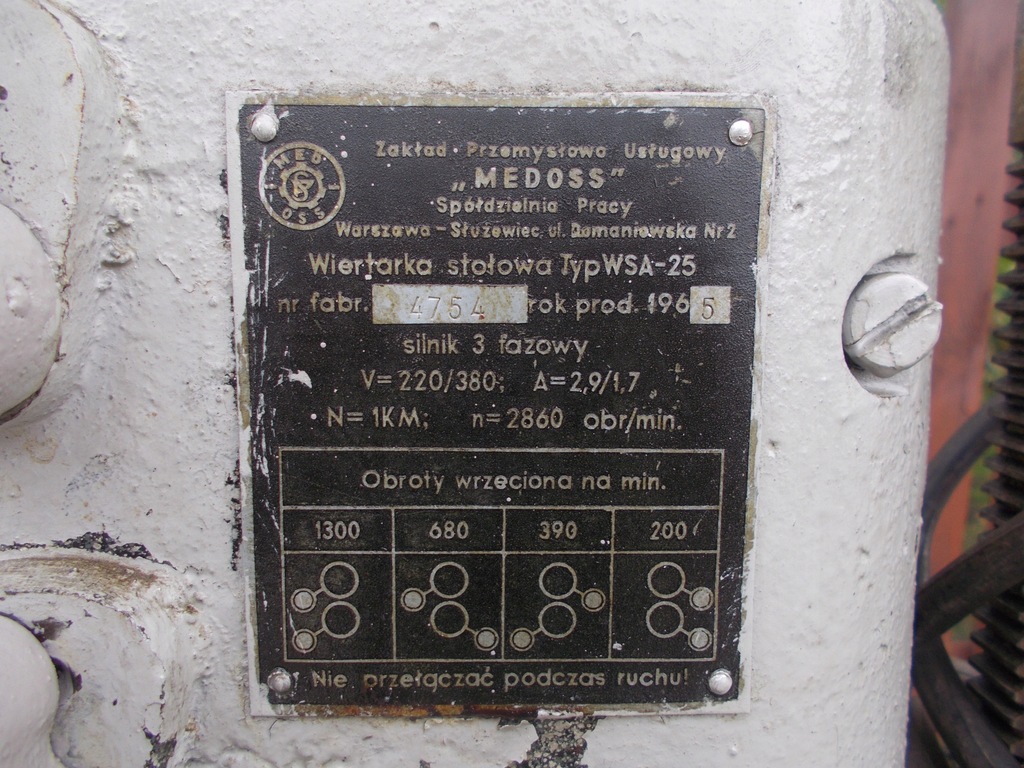 MED
OSS
Zakład Przemysłowo Usługowy
„MEDOSS”
Spółdzielnia Pracy
Warszawa - Służewiec, ul. Domaniewska Nr 2
Wiertarka stołowa Typ WSA-25
nr fabr. 4754 rok prod. 1965
silnik 3 fazowy
V=220/380; A=2,9/1,7
N=1KM; n=2860 obr/min.
Obroty wrzeciona na min.
1300 680 390 200
Nie przełączać podczas ruchu!